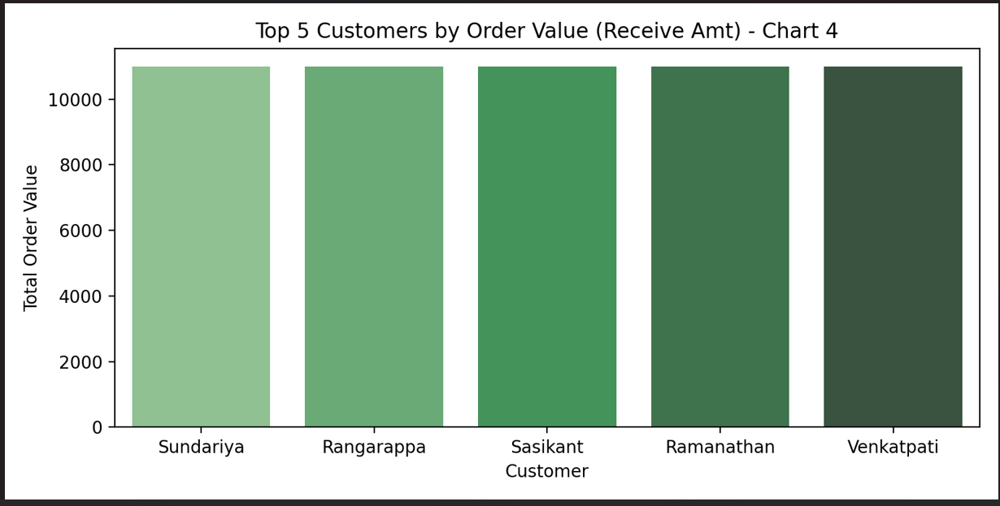 Top 5 Customers by Order Value (Receive Amt) - Chart 4
Total Order Value
10000
8000
6000
4000
2000
0
Sundariya Rangarappa Sasikant Ramanathan Venkatpati
Customer